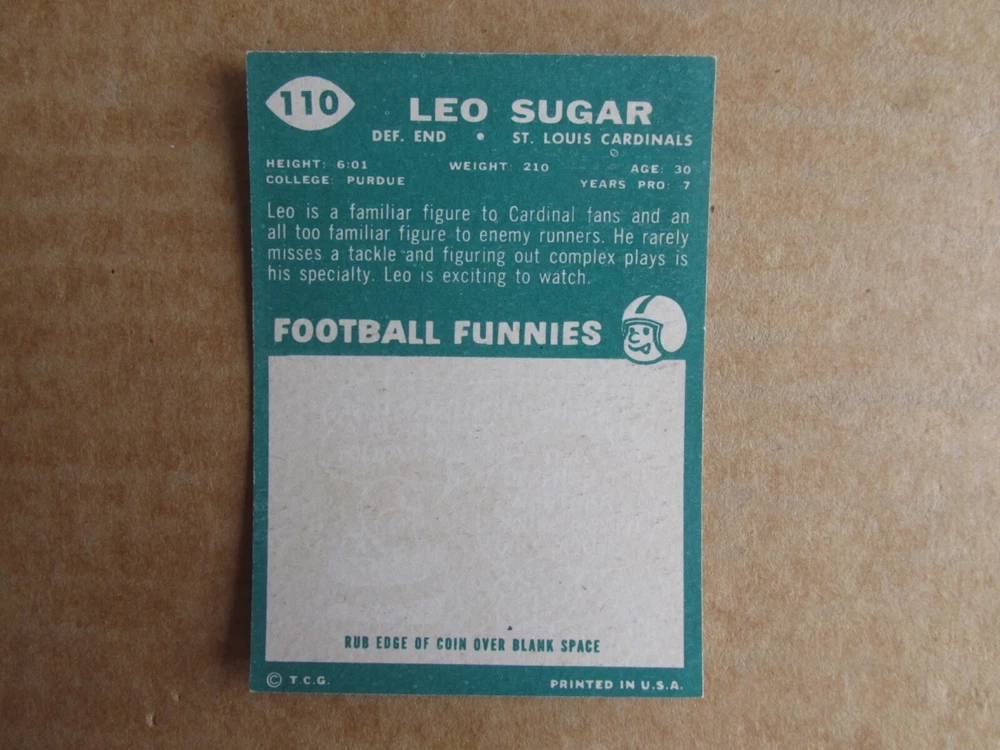 110
LEO SUGAR
DEF. END • ST. LOUIS CARDINALS
HEIGHT: 6:01 WEIGHT: 210 AGE: 30
COLLEGE: PURDUE YEARS PRO: 7
Leo is a familiar figure to Cardinal fans and an
all too familiar figure to enemy runners. He rarely
misses a tackle and figuring out complex plays is
his specialty. Leo is exciting to watch.
FOOTBALL FUNNIES
RUB EDGE OF COIN OVER BLANK SPACE
© T.C.G. PRINTED IN U.S.A.